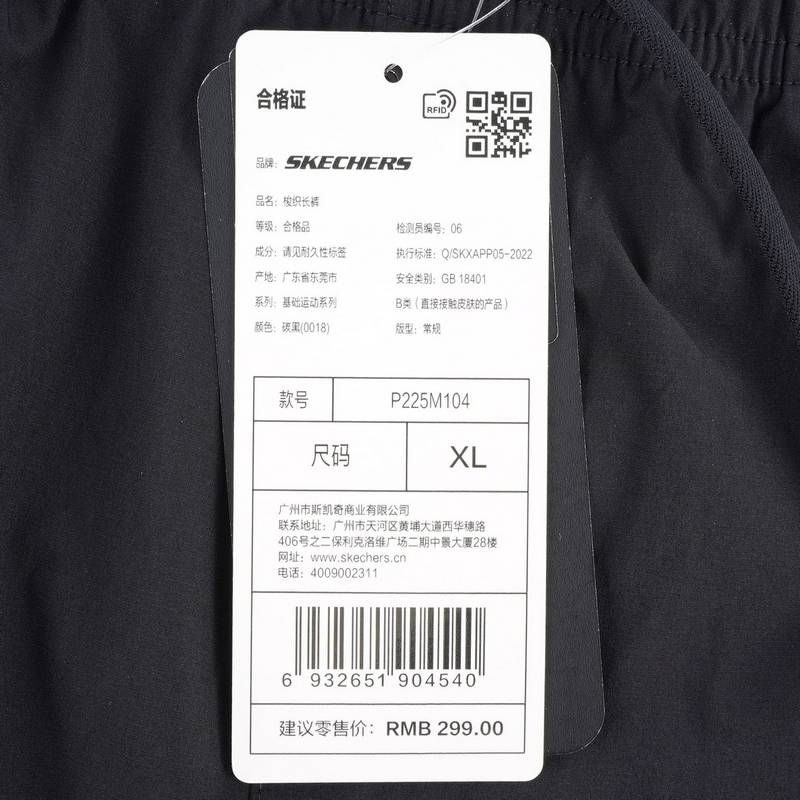 合格证
RFID
品牌: SKECHERS
品名: 梭织长裤
等级: 合格品 检测员编号: 06
成分: 请见耐久性标签 执行标准: Q/SKXAPP05-2022
产地: 广东省东莞市 安全类别: GB 18401
系列: 基础运动系列 B类(直接接触皮肤的产品)
颜色: 碳黑(0018) 版型: 常规
款号 P225M104
尺码 XL
广州市斯凯奇商业有限公司
联系地址: 广州市天河区黄埔大道西华穗路
406号之二保利克洛维广场二期中景大厦28楼
网址: www.skechers.cn
电话: 4009002311
6 932651 904540
建议零售价: RMB 299.00